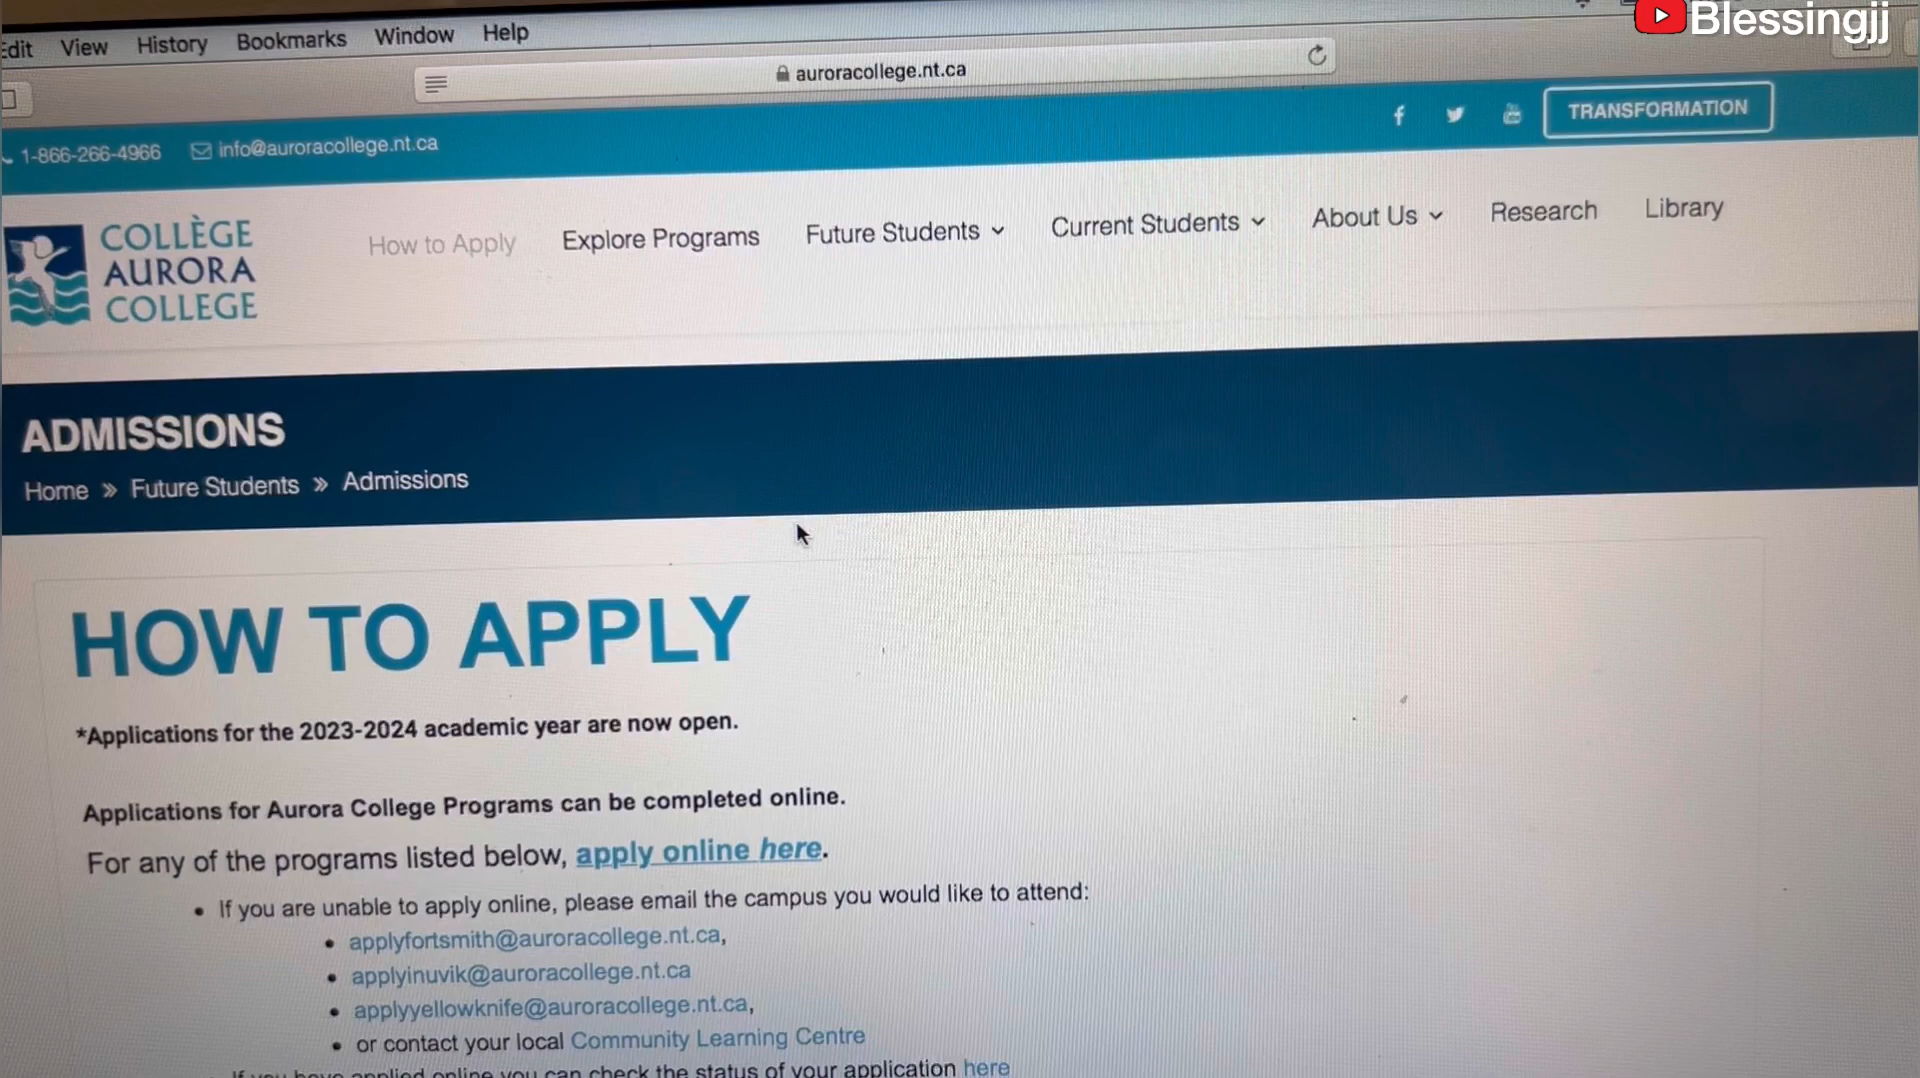 Edit View History Bookmarks Window Help
Blessingjj
auroracollege.nt.ca
1-866-266-4966 info@auroracollege.nt.ca
TRANSFORMATION
COLLÈGE
AURORA
COLLEGE
How to Apply Explore Programs Future Students Current Students About Us Research Library
ADMISSIONS
Home » Future Students » Admissions
HOW TO APPLY
*Applications for the 2023-2024 academic year are now open.
Applications for Aurora College Programs can be completed online.
For any of the programs listed below, apply online here.
• If you are unable to apply online, please email the campus you would like to attend:
• applyfortsmith@auroracollege.nt.ca,
• applyinuvik@auroracollege.nt.ca
• applyyellowknife@auroracollege.nt.ca,
• or contact your local Community Learning Centre
If you have applied online you can check the status of your application here